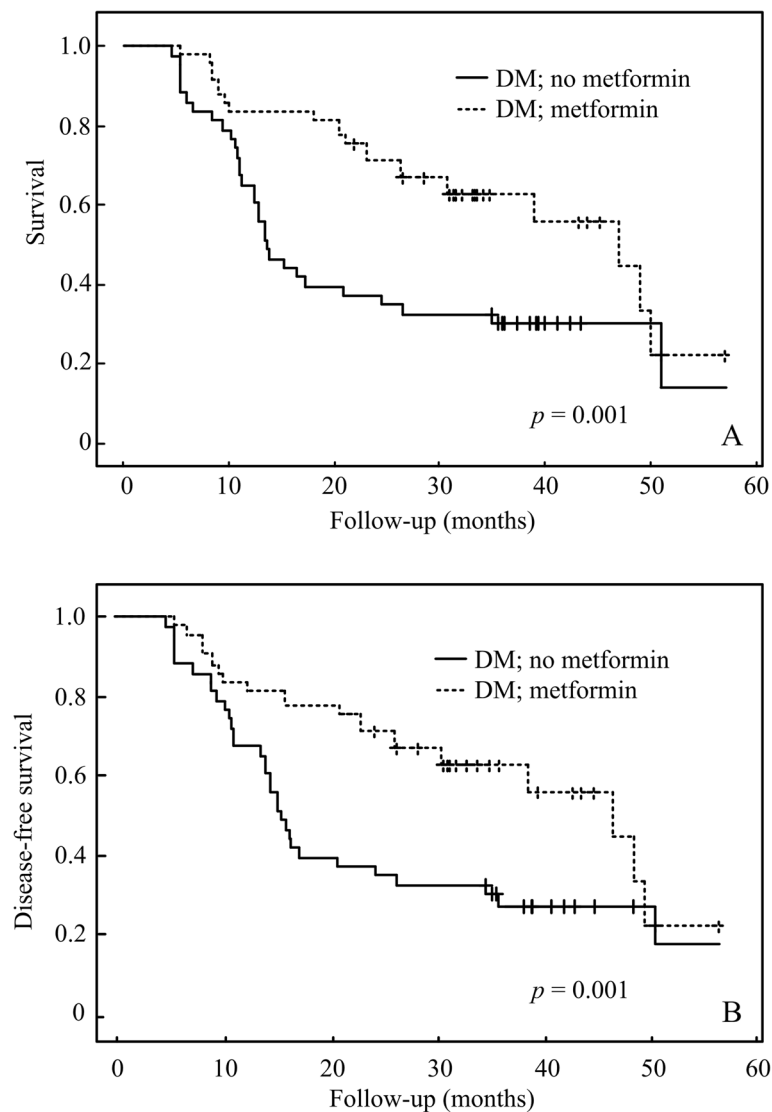 1.0
0.8
0.6
0.4
0.2
0
Survival
DM; no metformin
DM; metformin
p = 0.001
A
0 10 20 30 40 50 60
Follow-up (months)
1.0
0.8
0.6
0.4
0.2
0
Disease-free survival
DM; no metformin
DM; metformin
p = 0.001
B
0 10 20 30 40 50 60
Follow-up (months)